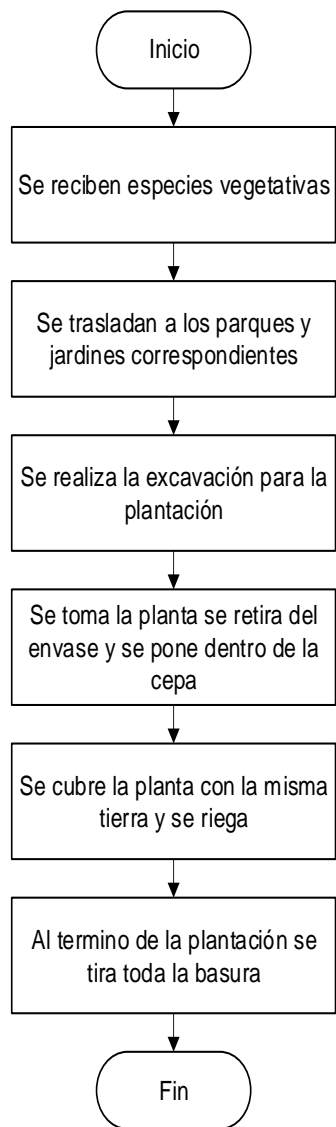 Inicio
Se reciben especies vegetativas
Se trasladan a los parques y
jardines correspondientes
Se realiza la excavación para la
plantación
Se toma la planta se retira del
envase y se pone dentro de la
cepa
Se cubre la planta con la misma
tierra y se riega
Al termino de la plantación se
tira toda la basura
Fin